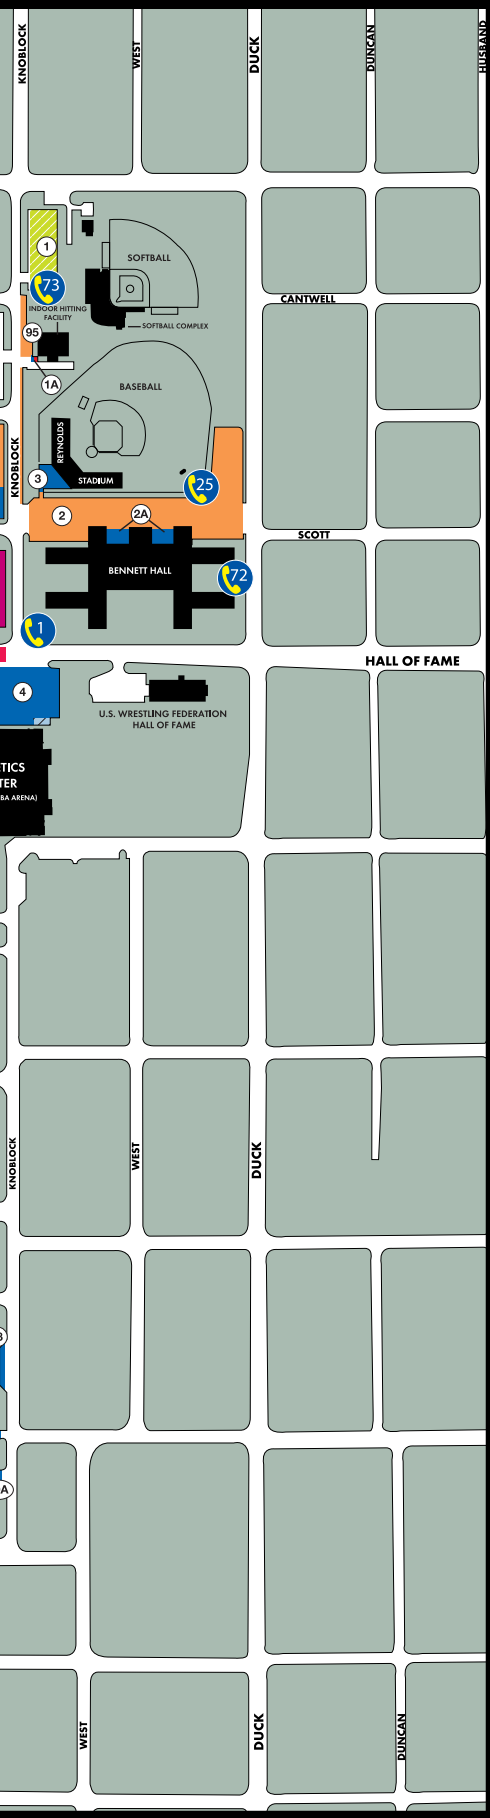 KNOBLOCK
WEST
DUCK
DUNCAN
HUSBAND
1
SOFTBALL
73
CANTWELL
INDOOR HITTING
FACILITY
SOFTBALL COMPLEX
95
1A
BASEBALL
REYNOLDS
KNOBLOCK
3
STADIUM
25
2
2A
SCOTT
BENNETT HALL
72
1
HALL OF FAME
4
U.S. WRESTLING FEDERATION
HALL OF FAME
TICS
TER
BA ARENA)
KNOBLOCK
WEST
DUCK
A
WEST
DUCK
DUNCAN